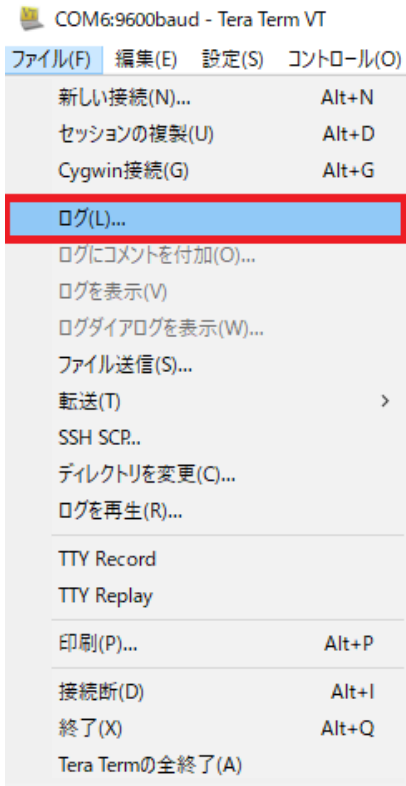 COM6:9600baud - Tera Term VT
ファイル(F) 編集(E) 設定(S) コントロール(O)
新しい接続(N)... Alt+N
セッションの複製(U) Alt+D
Cygwin接続(G) Alt+G
ログ(L)...
ログにコメントを付加(O)...
ログを表示(V)
ログダイアログを表示(W)...
ファイル送信(S)...
転送(T) >
SSH SCP...
ディレクトリを変更(C)...
ログを再生(R)...
TTY Record
TTY Replay
印刷(P)... Alt+P
接続断(D) Alt+I
終了(X) Alt+Q
Tera Termの全終了(A)